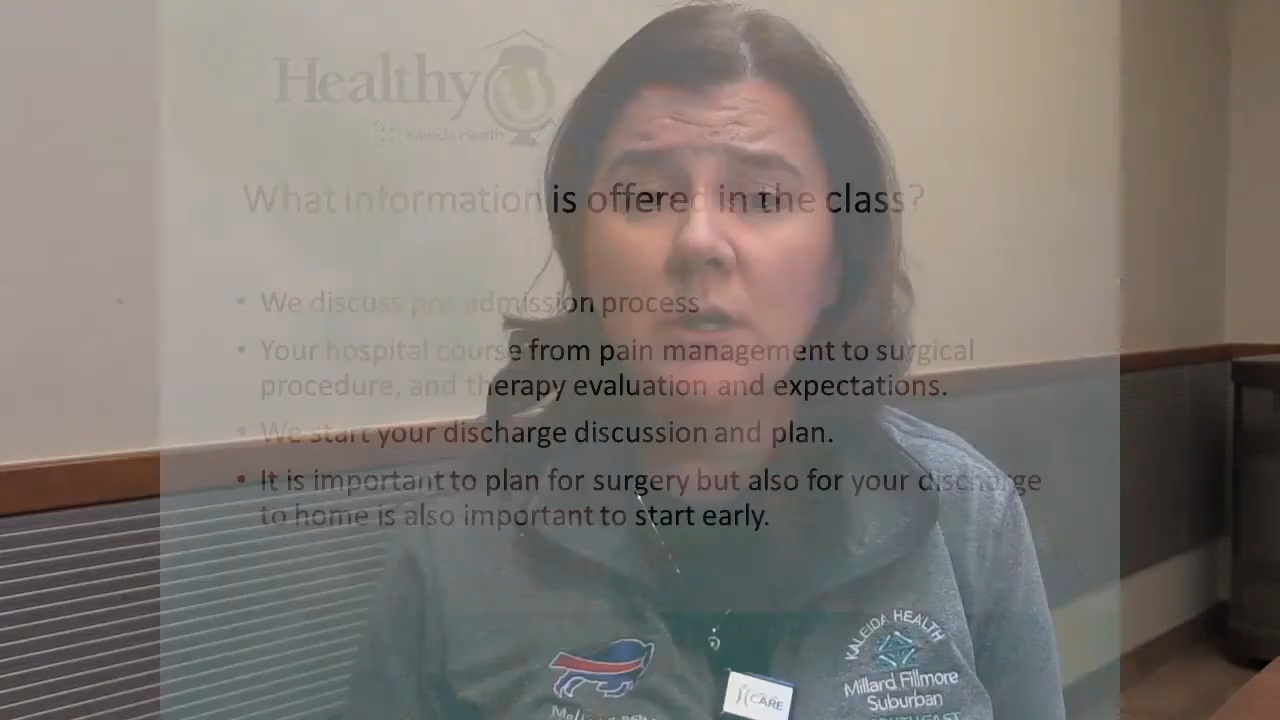 Healthy U
Kaleida Health
What information is offered in the class?
• We discuss pre-admission process
• Your hospital course from pain management to surgical
procedure, and therapy evaluation and expectations.
• We start your discharge discussion and plan.
• It is important to plan for surgery but also for your discharge
to home is also important to start early.
KALEIDA HEALTH
Millard Fillmore
Suburban
CARE